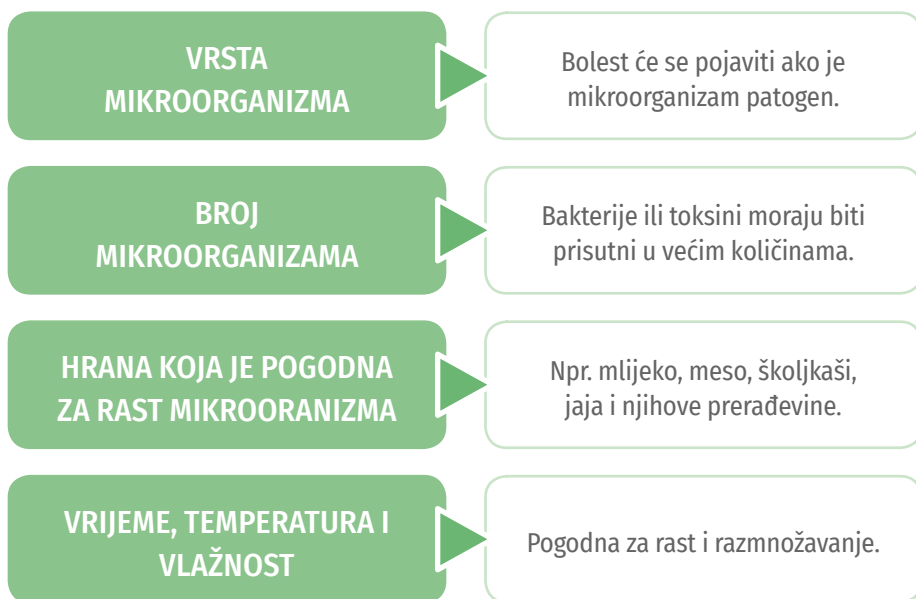 VRSTA
MIKROORGANIZMA
Bolest će se pojaviti ako je
mikroorganizam patogen.
BROJ
MIKROORGANIZAMA
Bakterije ili toksini moraju biti
prisutni u većim količinama.
HRANA KOJA JE POGODNA
ZA RAST MIKROORANIZMA
Npr. mlijeko, meso, školjkaši,
jaja i njihove prerađevine.
VRIJEME, TEMPERATURA I
VLAŽNOST
Pogodna za rast i razmnožavanje.